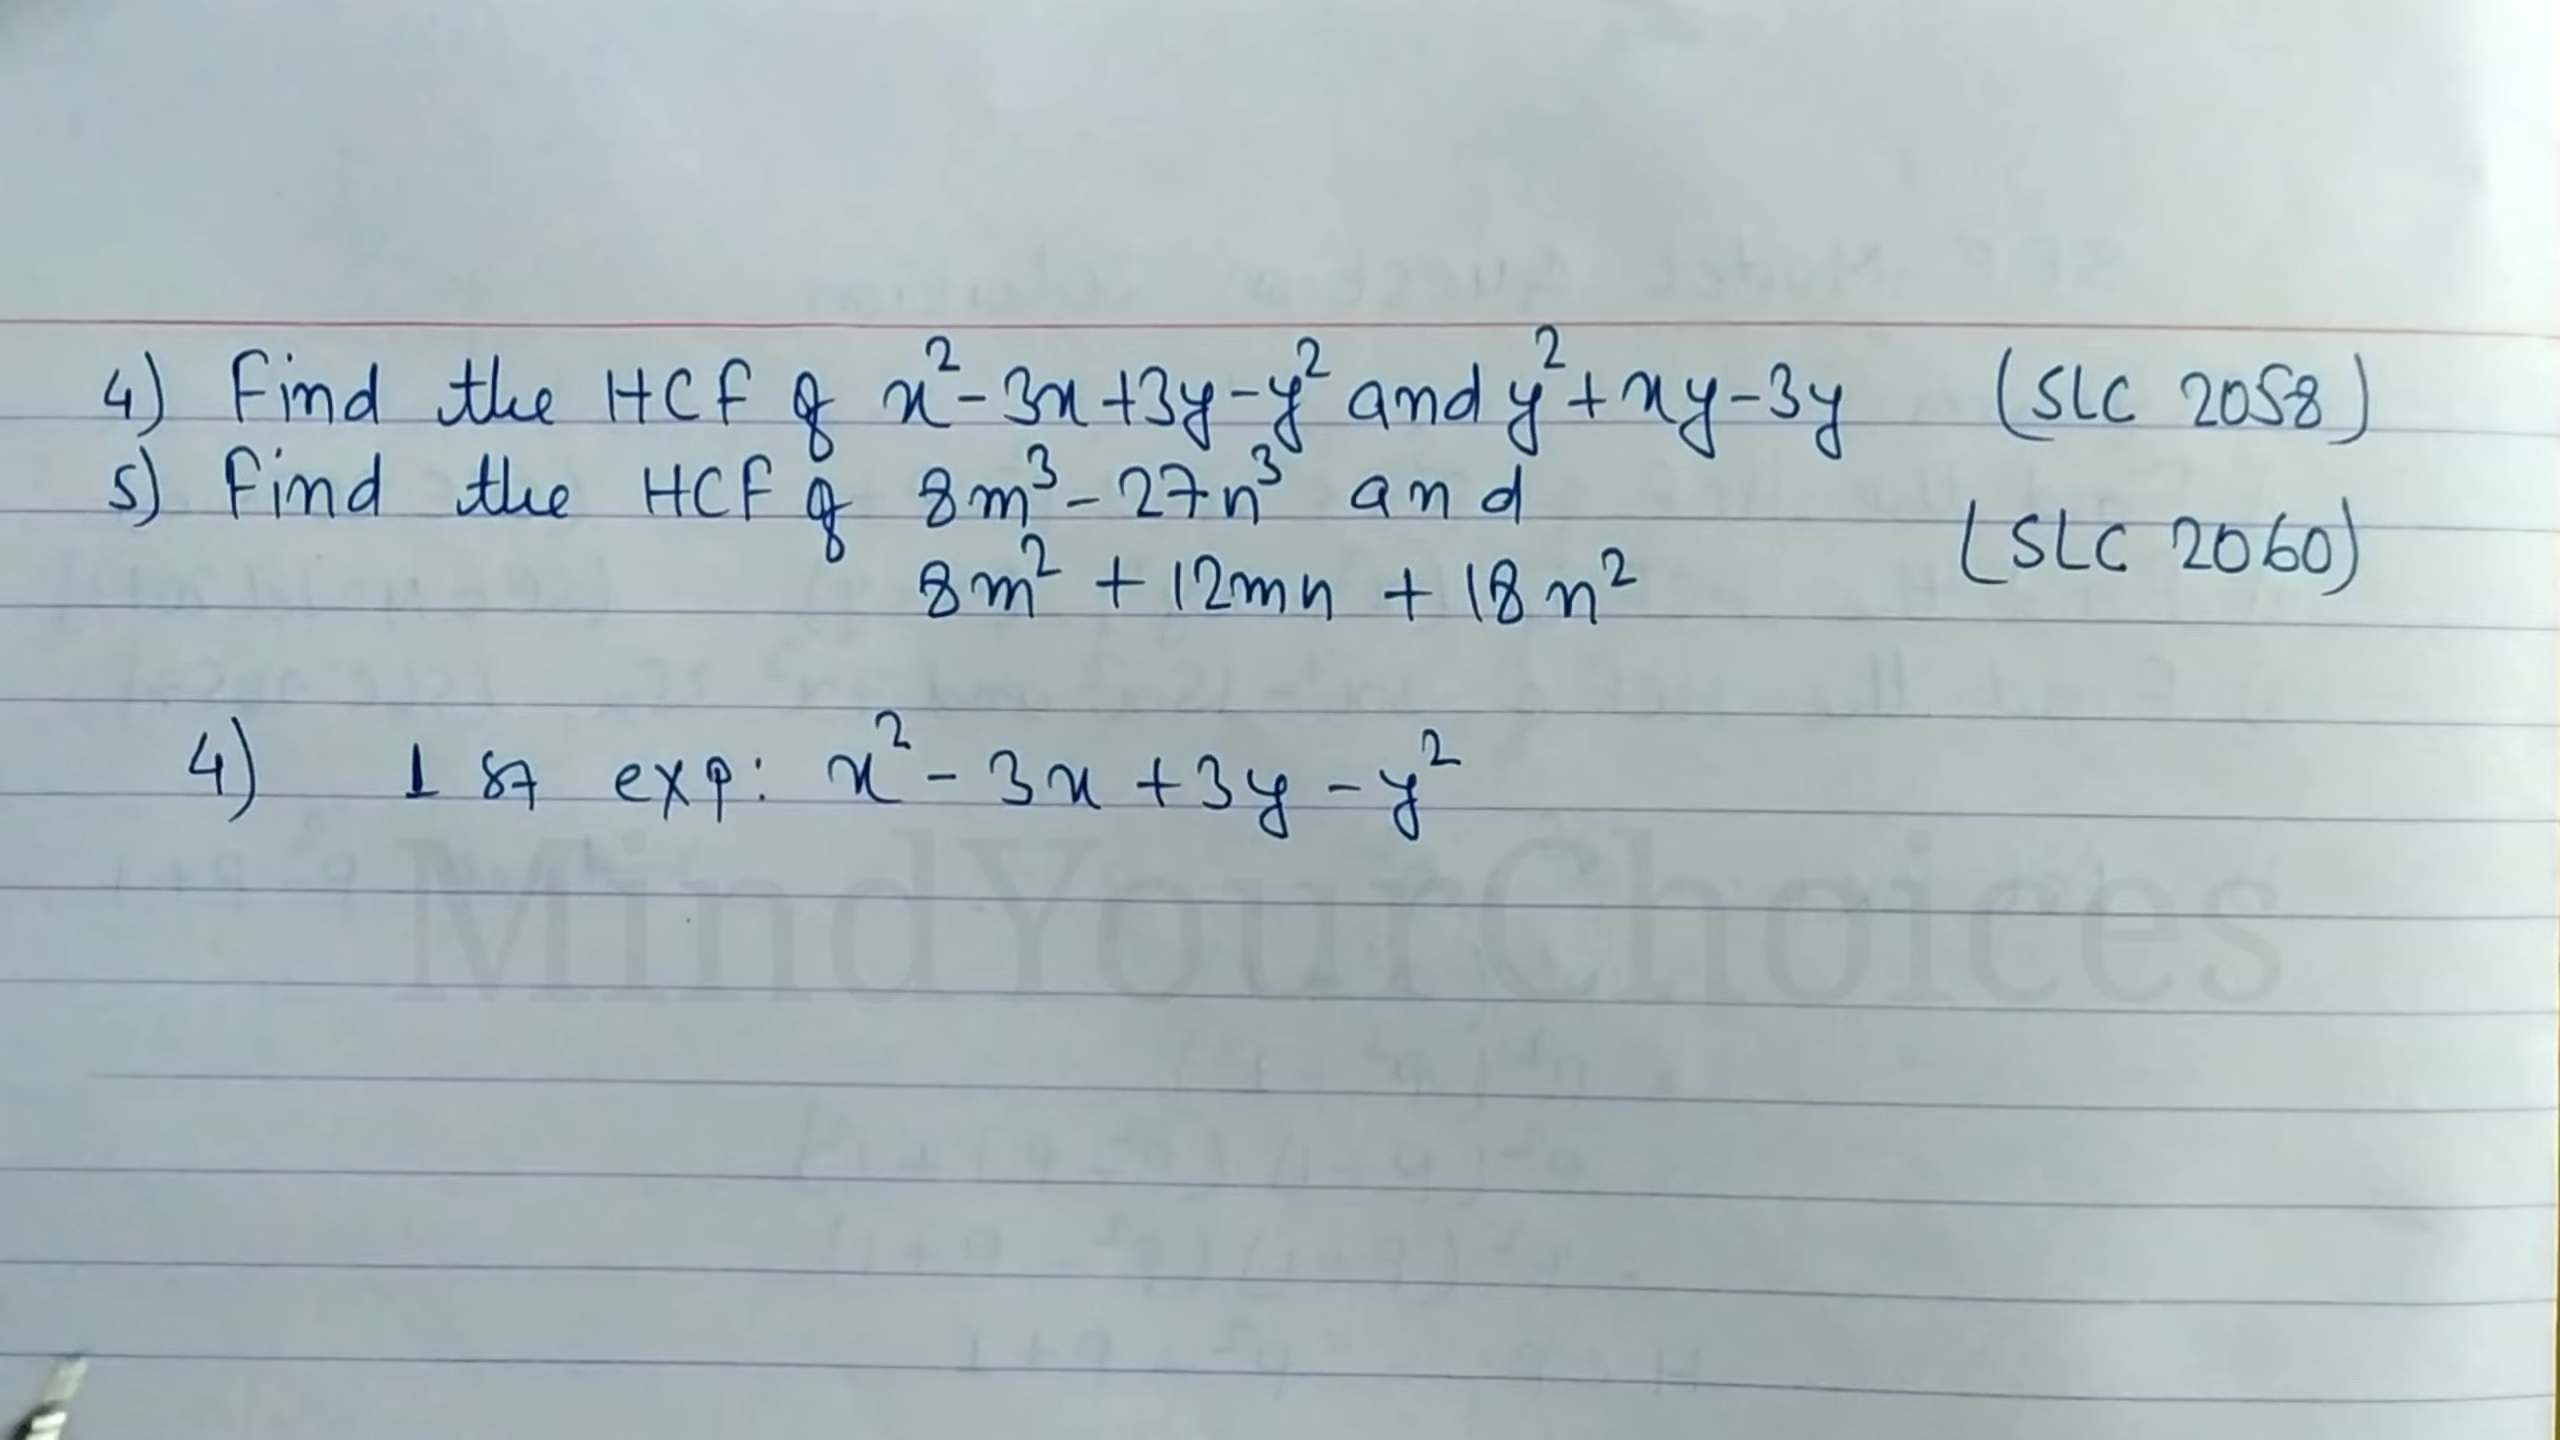 4) Find the HCF of x² - 3x + 3y - y² and y² + xy - 3y (SLC 2058)
5) Find the HCF of 8m³ - 27n³ and
8m² + 12mn + 18n² (SLC 2060)
4) 1st exp: x² - 3x + 3y - y²
MindYourChoices